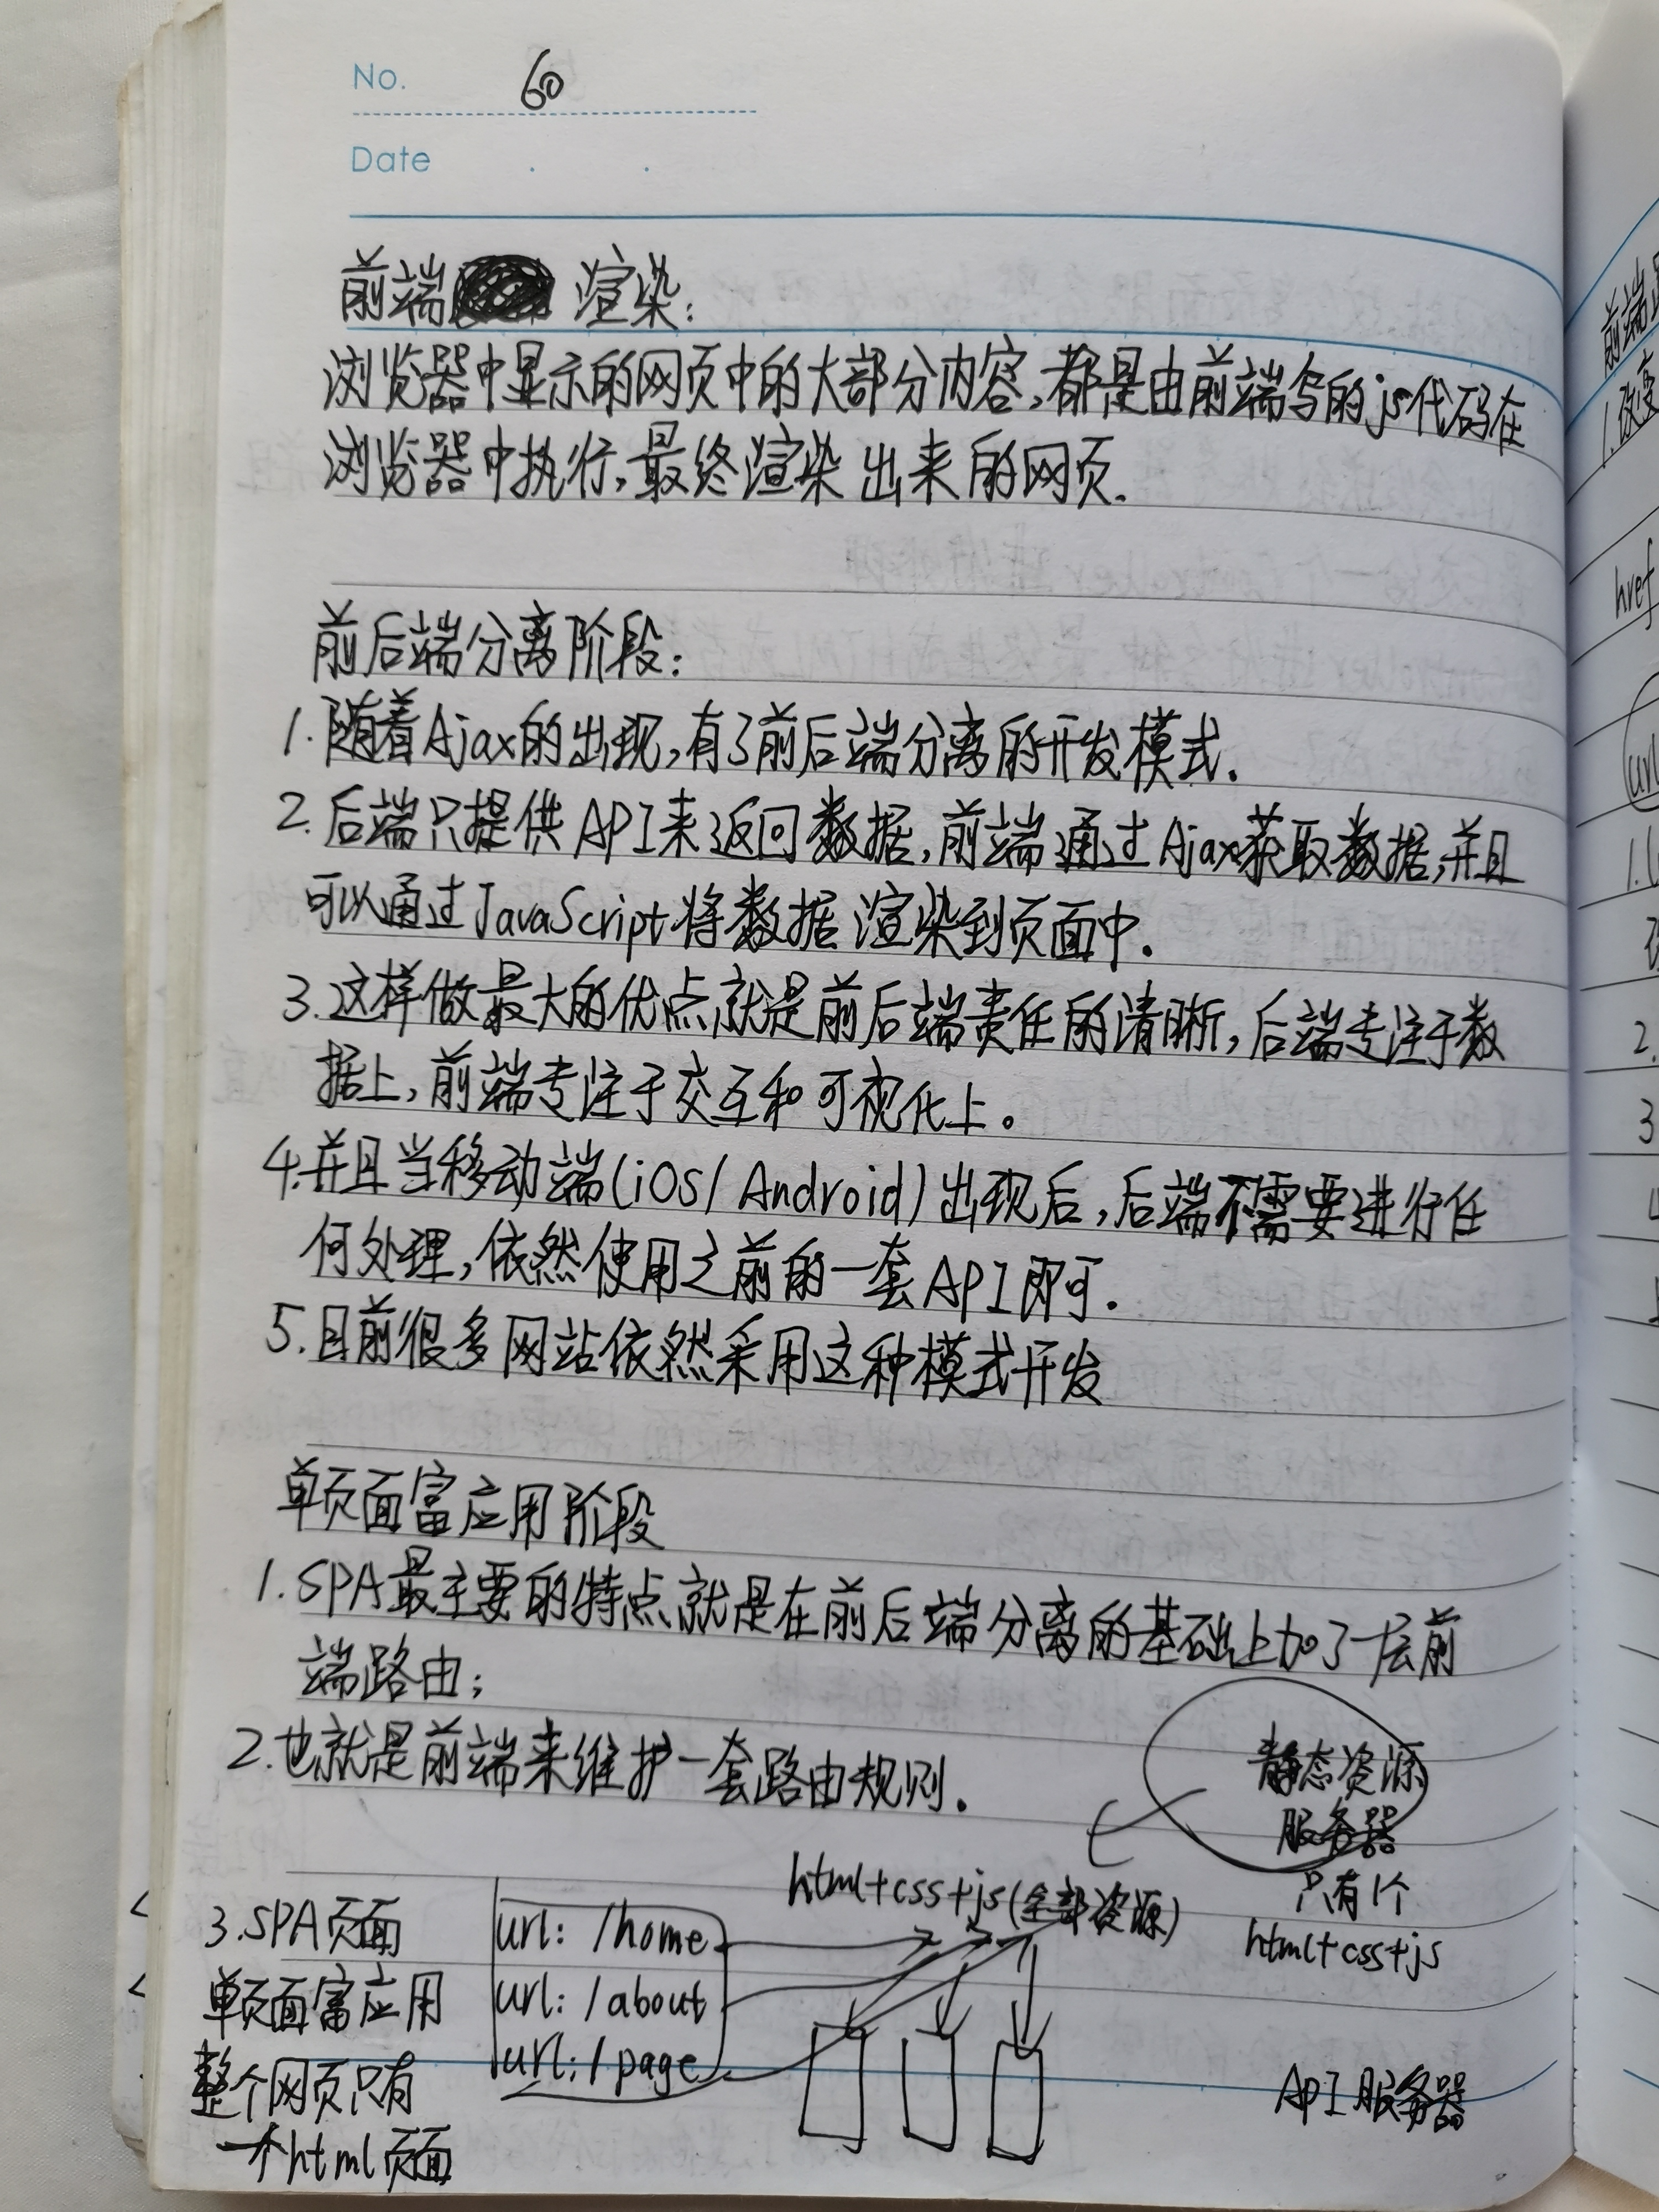 No. 60
Date
前端 渲染:
浏览器中显示的网页中的大部分内容,都是由前端写的js代码在
浏览器中执行,最终渲染出来的网页.
前后端分离阶段:
1.随着Ajax的出现,有了前后端分离的开发模式.
2.后端只提供API来返回数据,前端通过Ajax获取数据,并且
可以通过JavaScript将数据渲染到页面中.
3.这样做最大的优点就是前后端责任的清晰,后端专注于数
据上,前端专注于交互和可视化上。
4.并且当移动端(iOS/Android)出现后,后端不需要进行任
何处理,依然使用之前的一套API即可.
5.目前很多网站依然采用这种模式开发
单页面富应用阶段
1.SPA最主要的特点就是在前后端分离的基础上加了一层前
端路由;
2.也就是前端来维护一套路由规则.
静态资源
服务器
只有1个
html+css+js
html+css+js(全部资源)
3.SPA页面
单页面富应用
整个网页只有
一个html页面
url: /home
url: /about
url: /page
API服务器
前端
1.改变
href
url
1.
2.
3